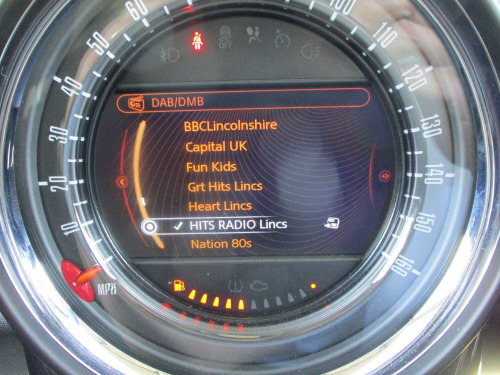 60
100
110
120
130
140
150
160
50
40
30
20
10
MPH
OFF
DAB/DMB
BBCLincolnshire
Capital UK
Fun Kids
Grt Hits Lincs
Heart Lincs
✓ HITS RADIO Lincs
Nation 80s